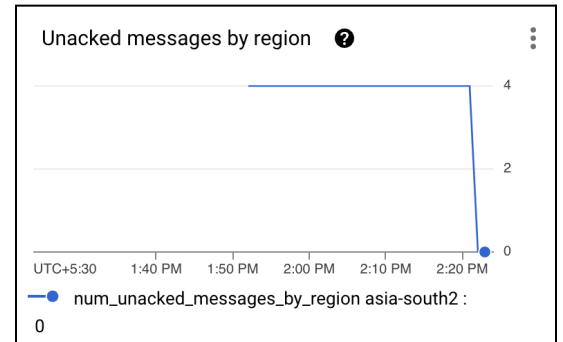 Unacked messages by region ?
4
2
0
UTC+5:30 1:40 PM 1:50 PM 2:00 PM 2:10 PM 2:20 PM
num_unacked_messages_by_region asia-south2 :
0